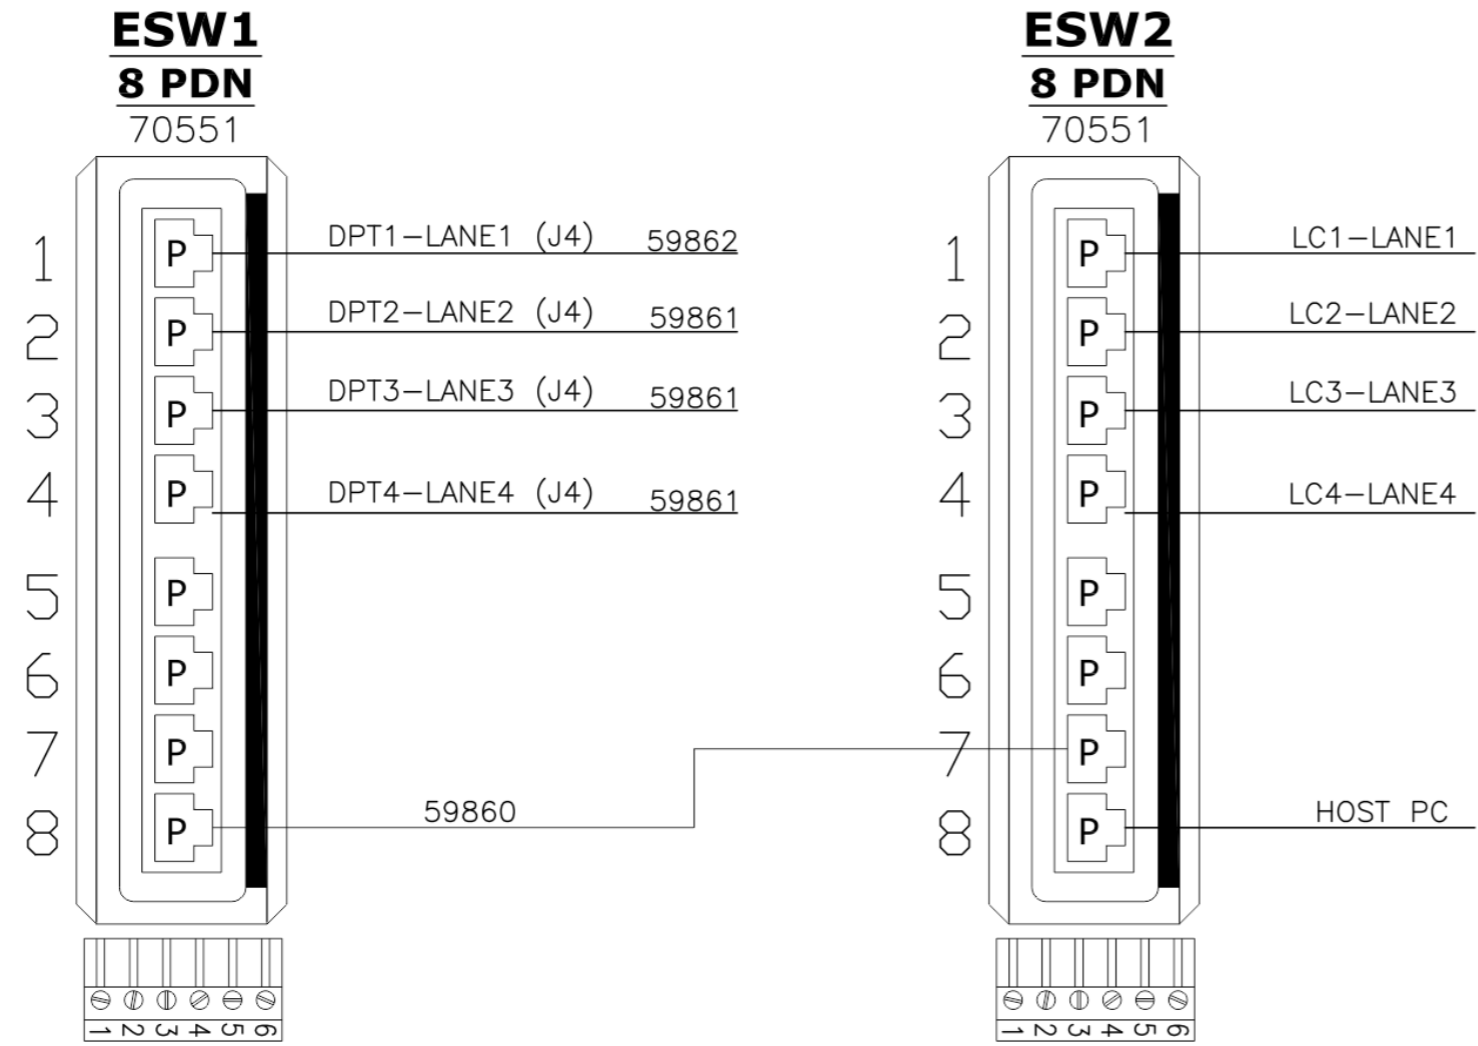 ESW1
8 PDN
70551
1 P DPT1-LANE1 (J4) 59862
2 P DPT2-LANE2 (J4) 59861
3 P DPT3-LANE3 (J4) 59861
4 P DPT4-LANE4 (J4) 59861
5 P
6 P
7 P
8 P 59860
1 2 3 4 5 6
ESW2
8 PDN
70551
1 P LC1-LANE1
2 P LC2-LANE2
3 P LC3-LANE3
4 P LC4-LANE4
5 P
6 P
7 P
8 P HOST PC
1 2 3 4 5 6